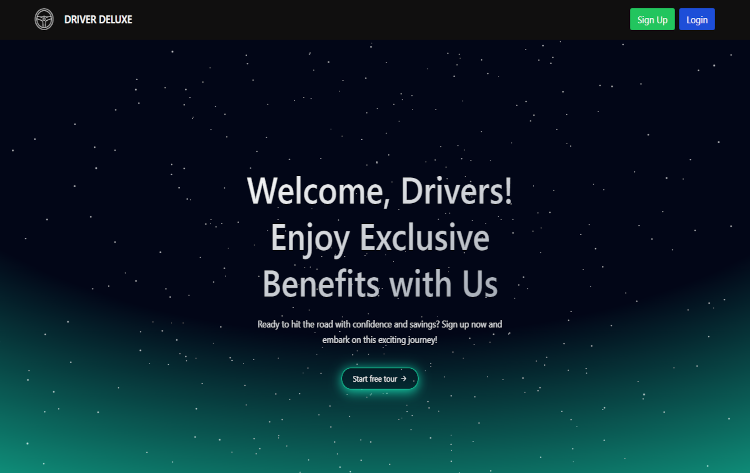 DRIVER DELUXE
Sign Up
Login
Welcome, Drivers!
Enjoy Exclusive
Benefits with Us
Ready to hit the road with confidence and savings? Sign up now and
embark on this exciting journey!
Start free tour →